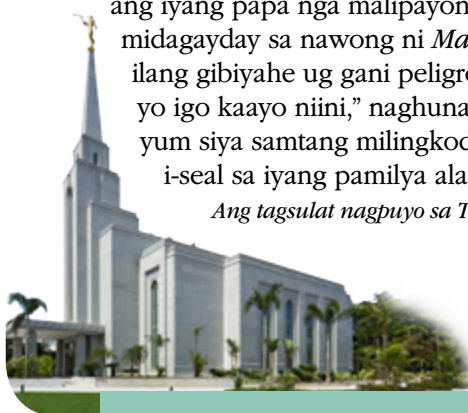 ang iyang papa nga malipayon
midagayday sa nawong ni Ma
ilang gibiyahe ug gani peligro
yo igo kaayo niini,” naghuna
yum siya samtang milingkod
i-seal sa iyang pamilya ala
Ang tagsulat nagpuyo sa T